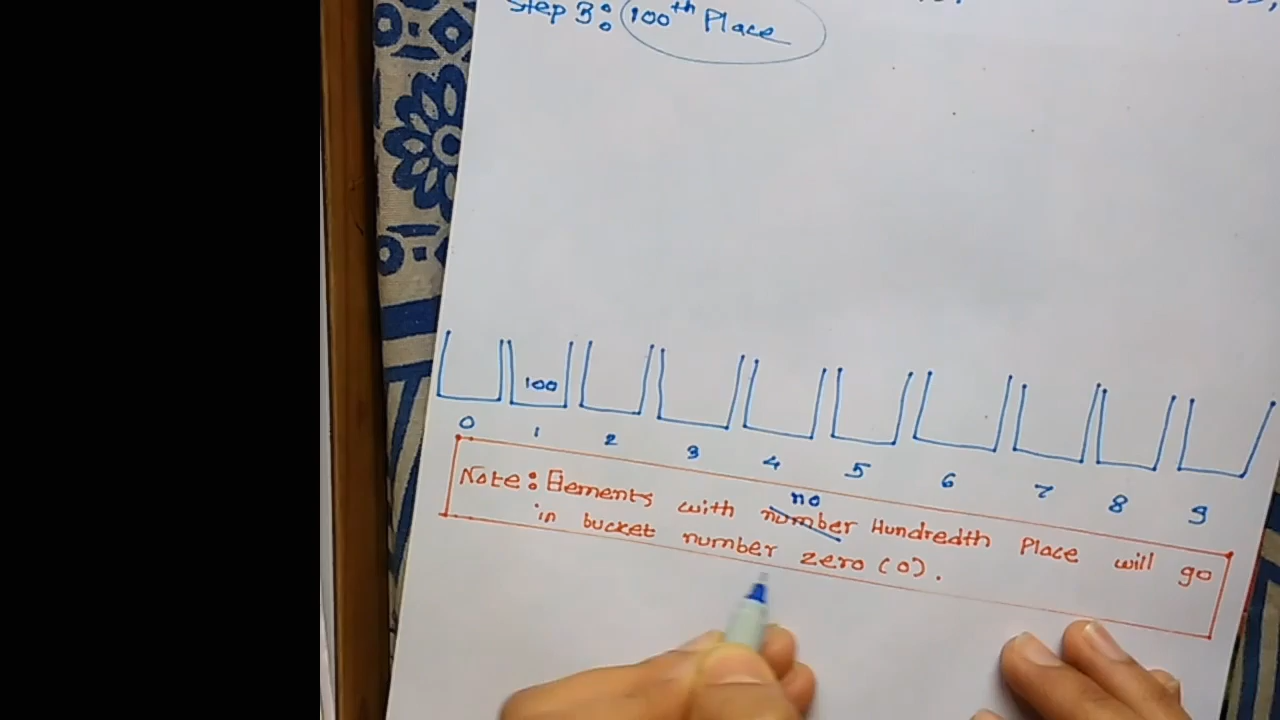 Step 3: 100th Place
100
0 1 2 3 4 5 6 7 8 9
no
Note: Elements with number Hundredth Place will go
in bucket number zero (0).